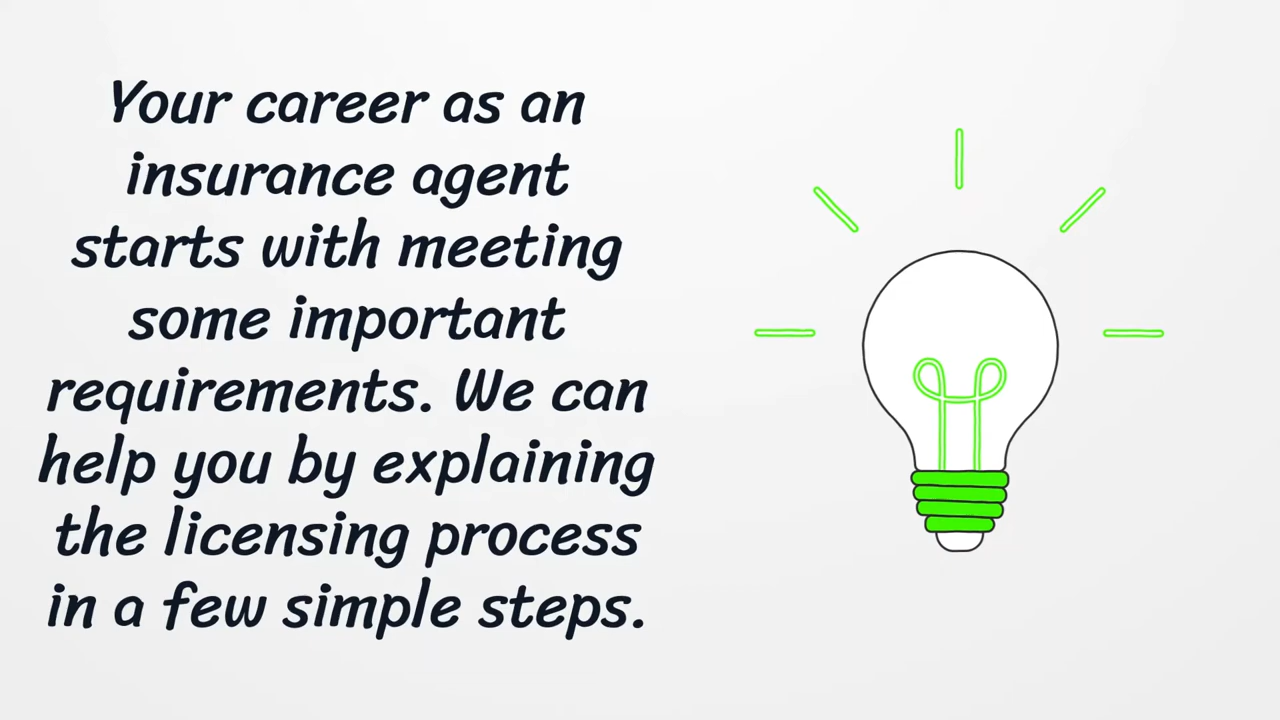 Your career as an
insurance agent
starts with meeting
some important
requirements. We can
help you by explaining
the licensing process
in a few simple steps.